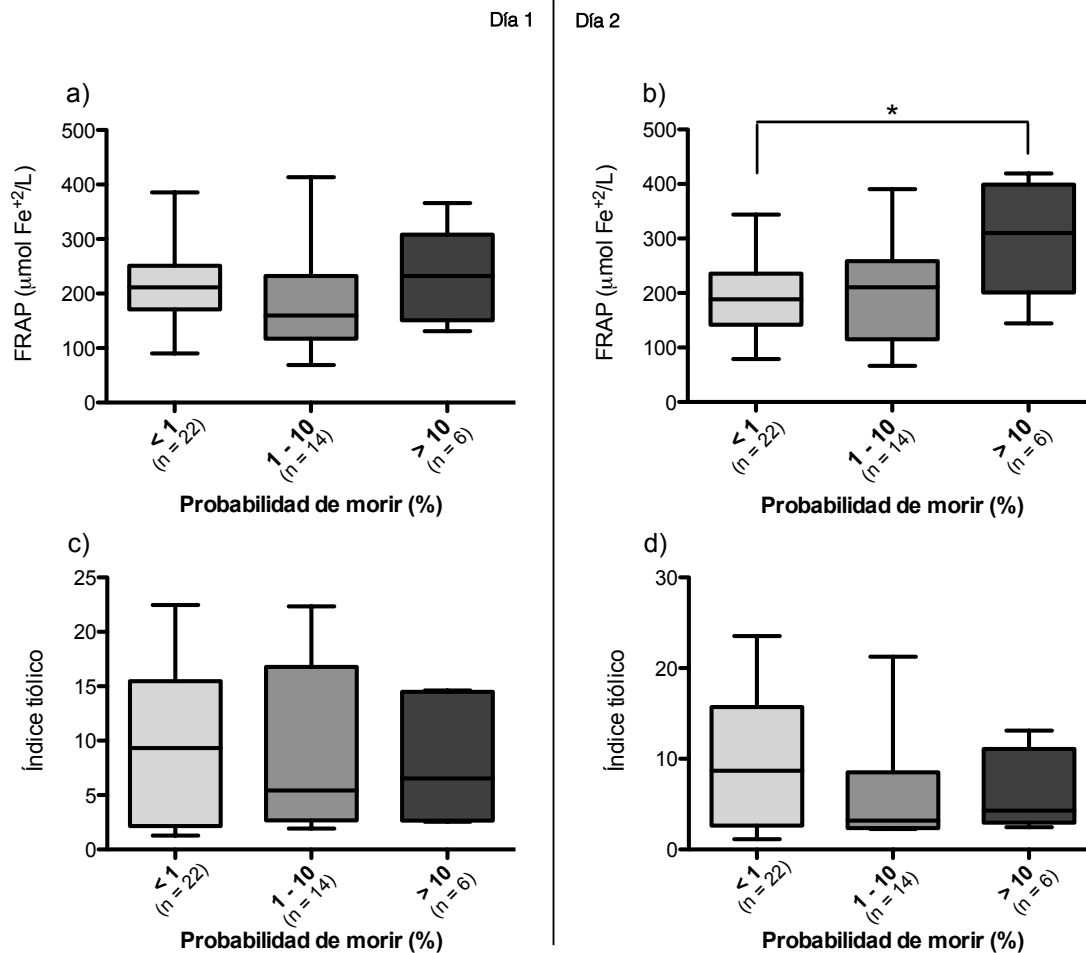 Día 1
Día 2
a)
500
400
300
200
100
0
FRAP (µmol Fe+2/L)
< 1
(n = 22)
1 - 10
(n = 14)
> 10
(n = 6)
Probabilidad de morir (%)
b)
*
500
400
300
200
100
0
FRAP (µmol Fe+2/L)
< 1
(n = 22)
1 - 10
(n = 14)
> 10
(n = 6)
Probabilidad de morir (%)
c)
25
20
15
10
5
0
Índice tiólico
< 1
(n = 22)
1 - 10
(n = 14)
> 10
(n = 6)
Probabilidad de morir (%)
d)
30
20
10
0
Índice tiólico
< 1
(n = 22)
1 - 10
(n = 14)
> 10
(n = 6)
Probabilidad de morir (%)